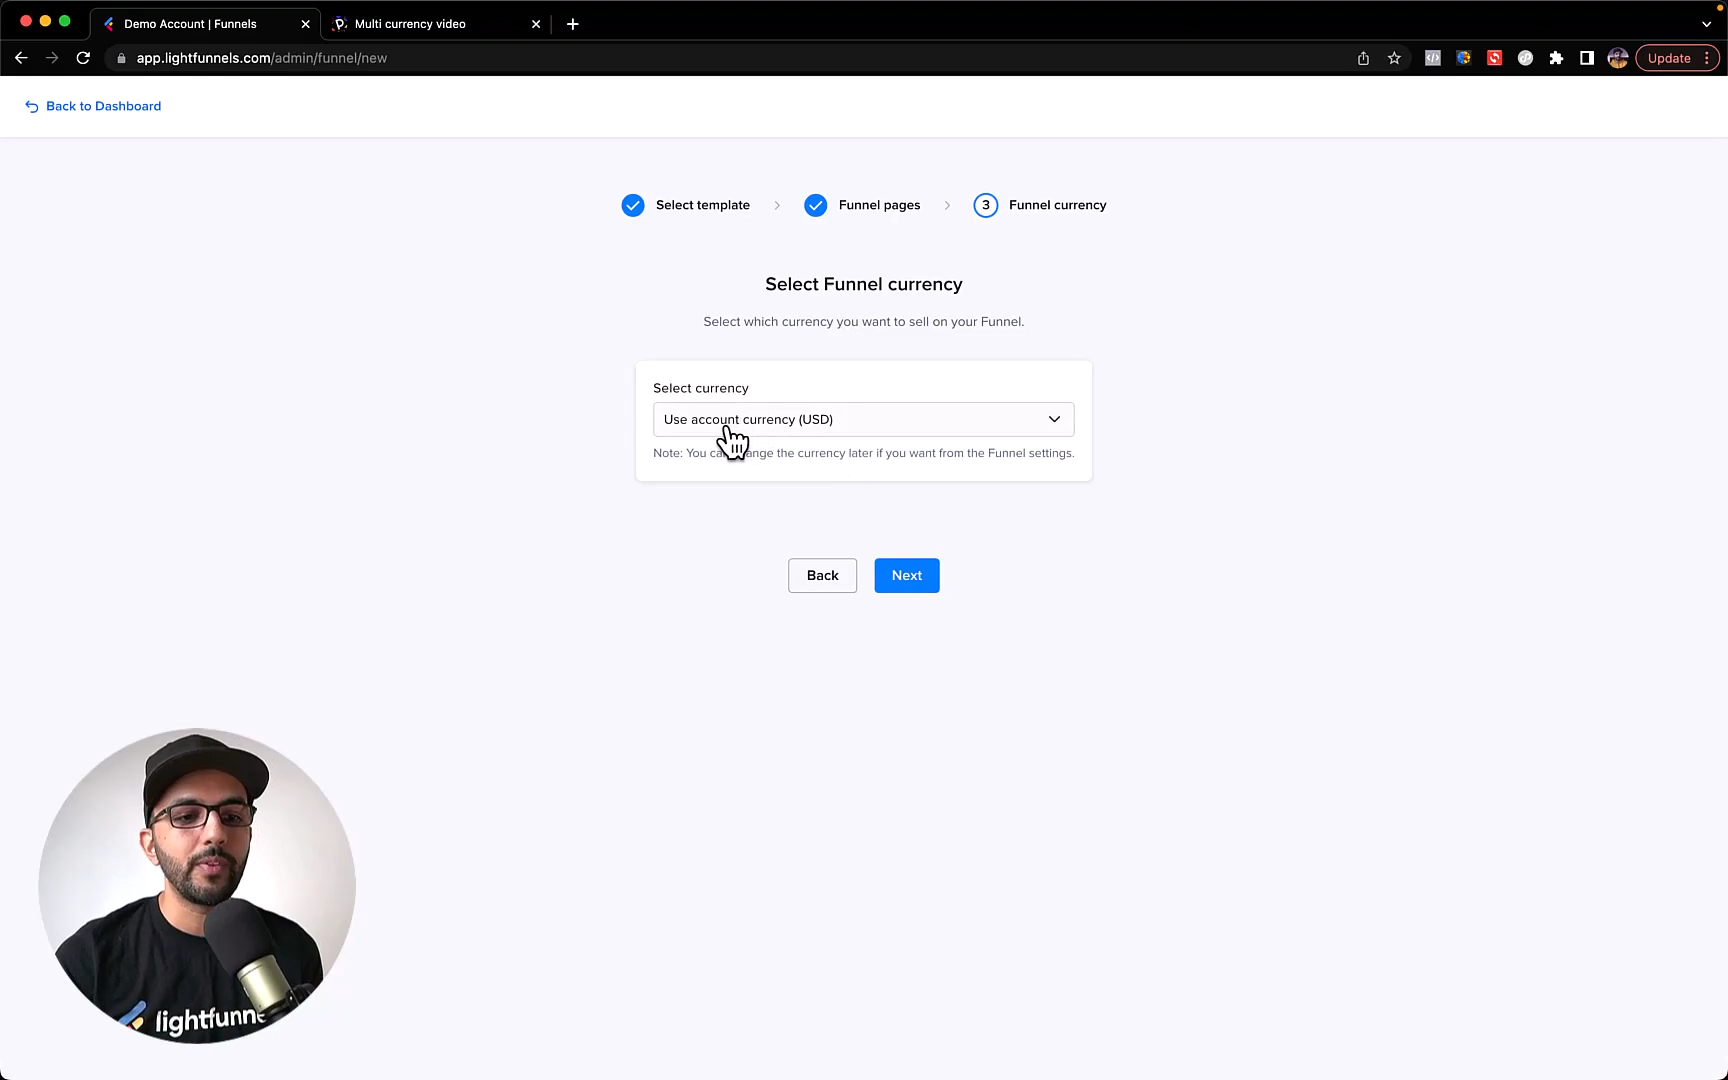 Demo Account | Funnels
Multi currency video
app.lightfunnels.com/admin/funnel/new
Update
Back to Dashboard
Select template
Funnel pages
3
Funnel currency
Select Funnel currency
Select which currency you want to sell on your Funnel.
Select currency
Use account currency (USD)
Note: You ange the currency later if you want from the Funnel settings.
Back
Next
lightfunne